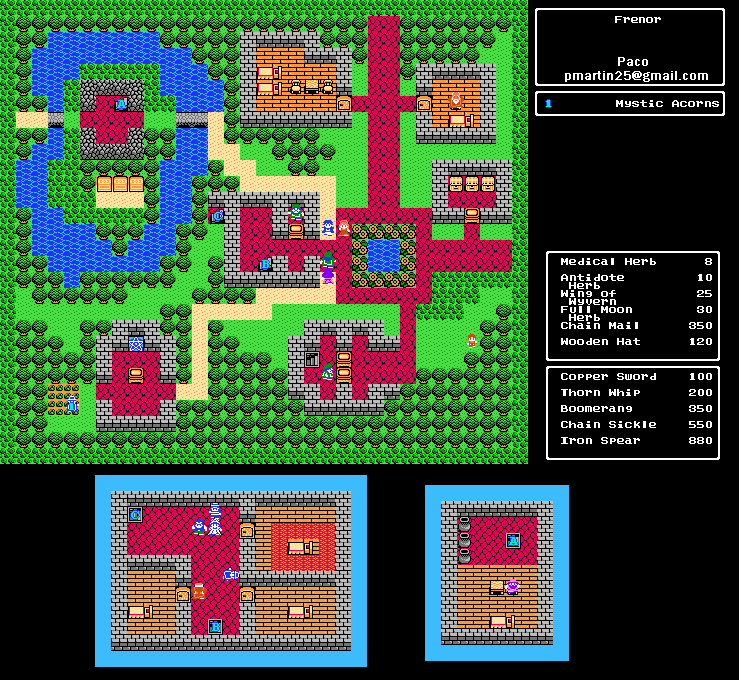 Frenor
Paco
pmartin25@gmail.com
1 Mystic Acorns
Medical Herb 8
Antidote Herb 10
Wing of Wyvern 25
Full Moon Herb 30
Chain Mail 350
Wooden Hat 120
Copper Sword 100
Thorn Whip 200
Boomerang 350
Chain Sickle 550
Iron Spear 880
A
C
B
C
B
A